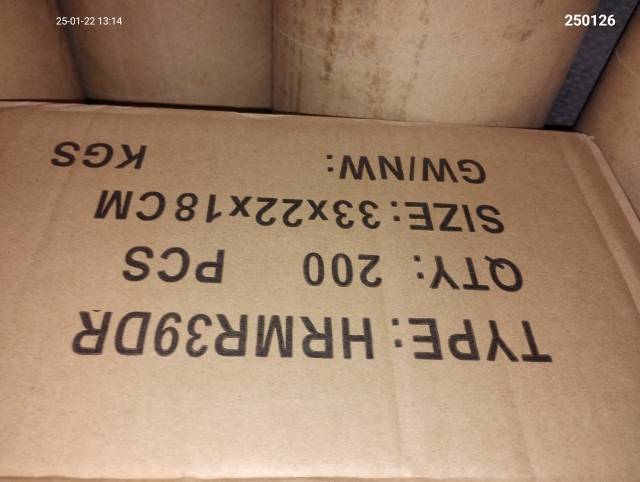 25-01-22 13:14
250126
TYPE: HRMR39DR
QTY: 200 PCS
SIZE: 33x22x18CM
GW/NW: KGS